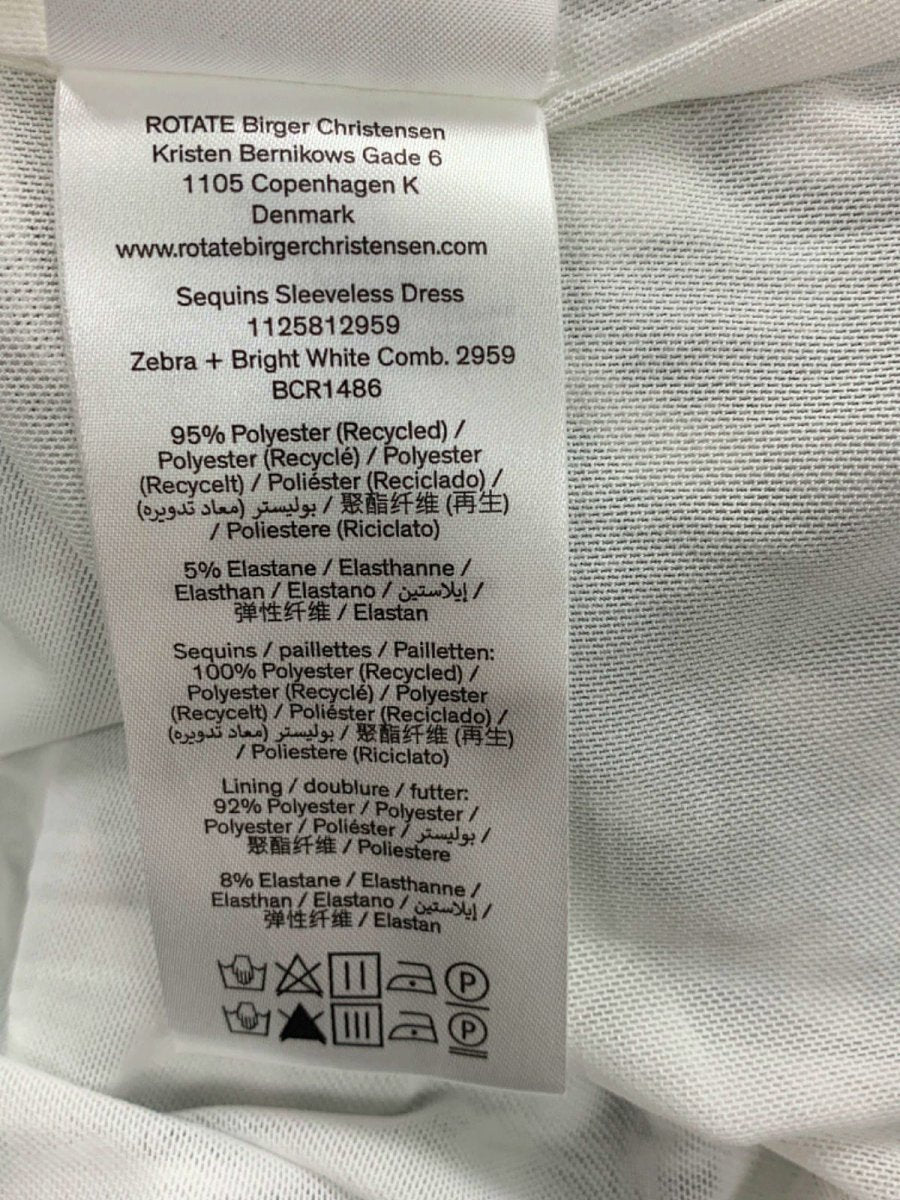 ROTATE Birger Christensen
Kristen Bernikows Gade 6
1105 Copenhagen K
Denmark
www.rotatebirgerchristensen.com
Sequins Sleeveless Dress
1125812959
Zebra + Bright White Comb. 2959
BCR1486
95% Polyester (Recycled) /
Polyester (Recyclé) / Polyester
(Recycelt) / Poliéster (Reciclado) /
بوليستر (معاد تدويره) / 聚酯纤维 (再生)
/ Poliestere (Riciclato)
5% Elastane / Elasthanne /
Elasthan / Elastano / إيلاستين /
弹性纤维 / Elastan
Sequins / paillettes / Pailletten:
100% Polyester (Recycled) /
Polyester (Recyclé) / Polyester
(Recycelt) / Poliéster (Reciclado) /
بوليستر (معاد تدويره) / 聚酯纤维 (再生)
/ Poliestere (Riciclato)
Lining / doublure / futter:
92% Polyester / Polyester /
Polyester / Poliéster / بوليستر /
聚酯纤维 / Poliestere
8% Elastane / Elasthanne /
Elasthan / Elastano / إيلاستين /
弹性纤维 / Elastan
P
P